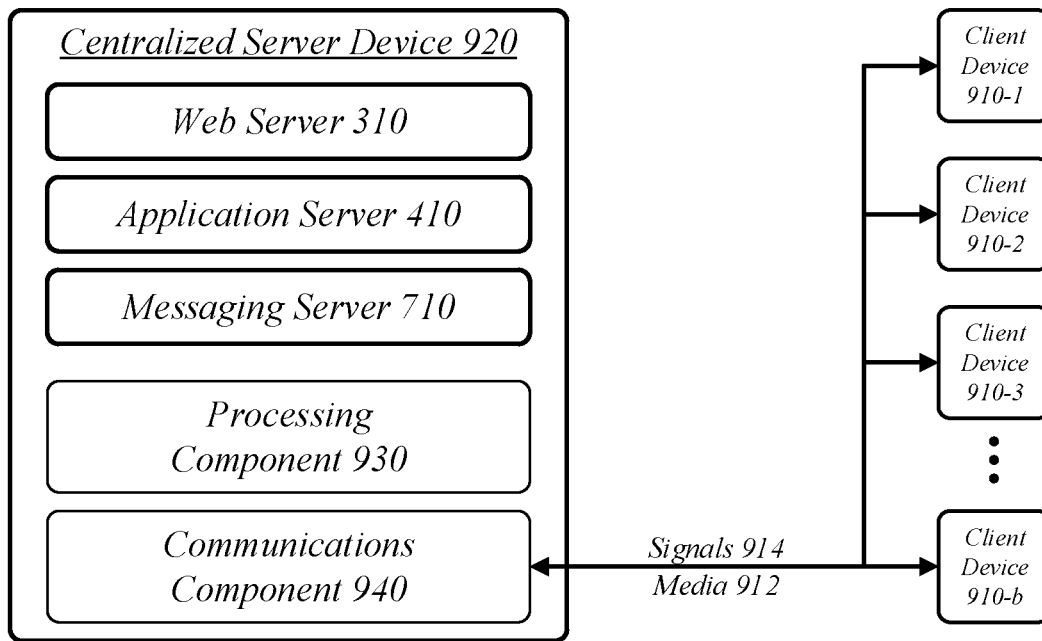 Centralized Server Device 920
Web Server 310
Application Server 410
Messaging Server 710
Processing
Component 930
Communications
Component 940
Signals 914
Media 912
Client
Device
910-1
Client
Device
910-2
Client
Device
910-3
Client
Device
910-b